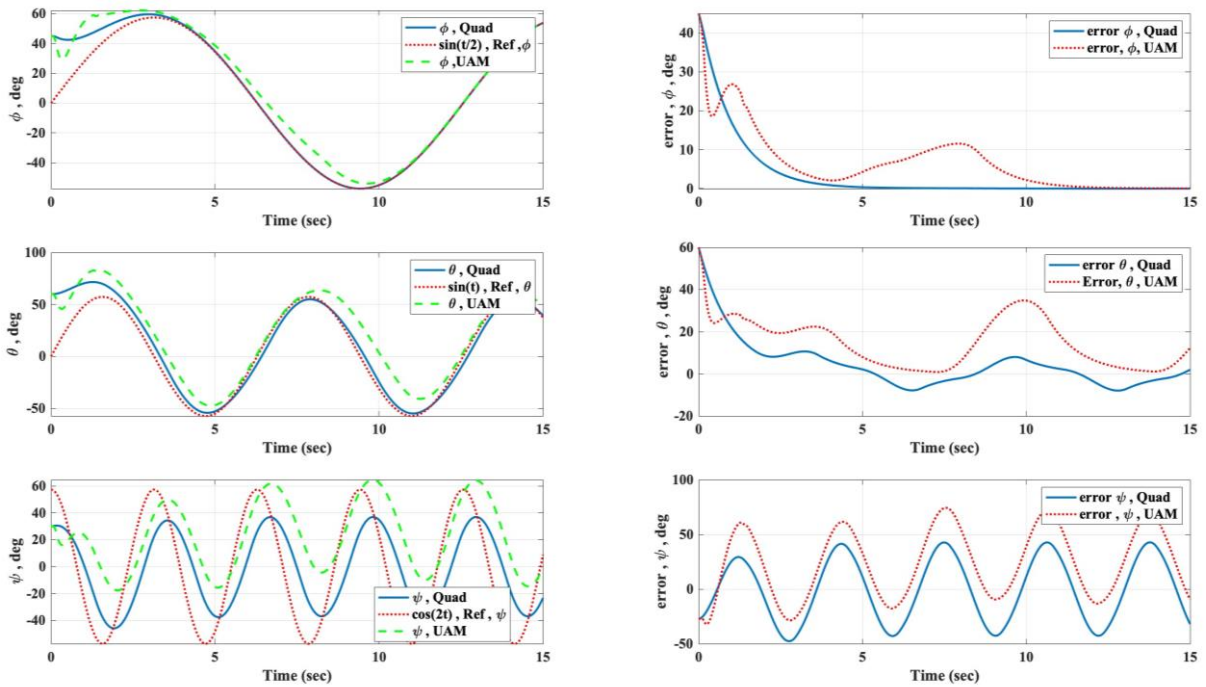 60
40
20
0
-20
-40
ϕ , deg
ϕ , Quad
sin(t/2) , Ref ,ϕ
ϕ ,UAM
0
5
10
15
Time (sec)
50
40
30
20
10
0
error, ϕ , deg
error ϕ , Quad
error, ϕ, UAM
0
5
10
15
Time (sec)
100
50
0
-50
θ , deg
θ , Quad
sin(t) , Ref , θ
θ , UAM
0
5
10
15
Time (sec)
60
40
20
0
-20
error , θ , deg
error θ , Quad
Error, θ , UAM
0
5
10
15
Time (sec)
60
40
20
0
-20
-40
ψ , deg
ψ , Quad
cos(2t) , Ref , ψ
ψ , UAM
0
5
10
15
Time (sec)
100
50
0
-50
error , ψ , deg
error ψ , Quad
error , ψ , UAM
0
5
10
15
Time (sec)